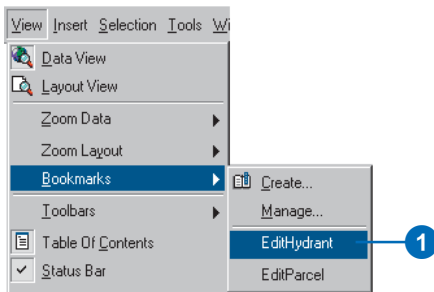 View Insert Selection Tools Wi
Data View
Layout View
Zoom Data
Zoom Layout
Bookmarks
Create...
Toolbars
Manage...
Table Of Contents
EditHydrant
1
Status Bar
EditParcel